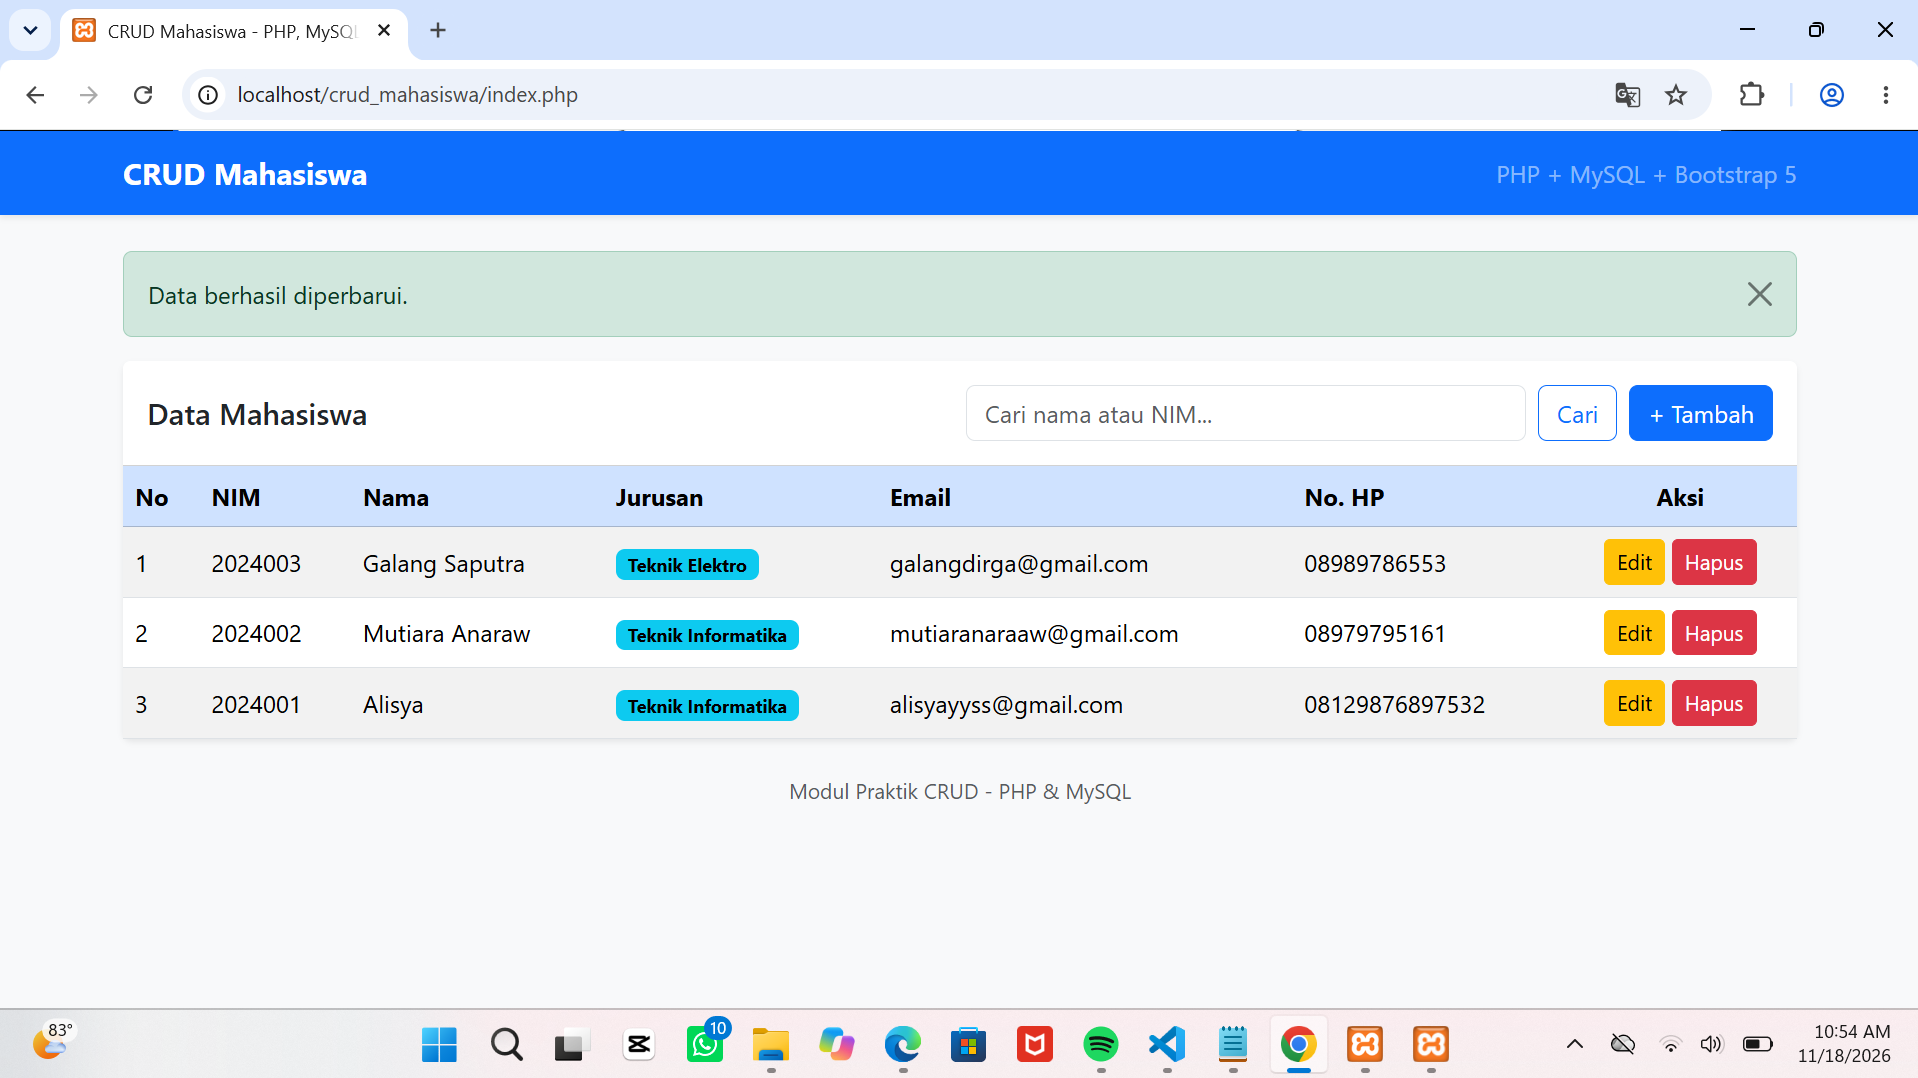 CRUD Mahasiswa - PHP, MySQL
localhost/crud_mahasiswa/index.php
CRUD Mahasiswa
PHP + MySQL + Bootstrap 5
Data berhasil diperbarui.
Data Mahasiswa
Cari nama atau NIM...
Cari
+ Tambah
No NIM Nama Jurusan Email No. HP Aksi
1 2024003 Galang Saputra Teknik Elektro galangdirga@gmail.com 08989786553 Edit Hapus
2 2024002 Mutiara Anaraw Teknik Informatika mutiaranaraaw@gmail.com 08979795161 Edit Hapus
3 2024001 Alisya Teknik Informatika alisyayyss@gmail.com 08129876897532 Edit Hapus
Modul Praktik CRUD - PHP & MySQL
83°
10
10:54 AM
11/18/2026